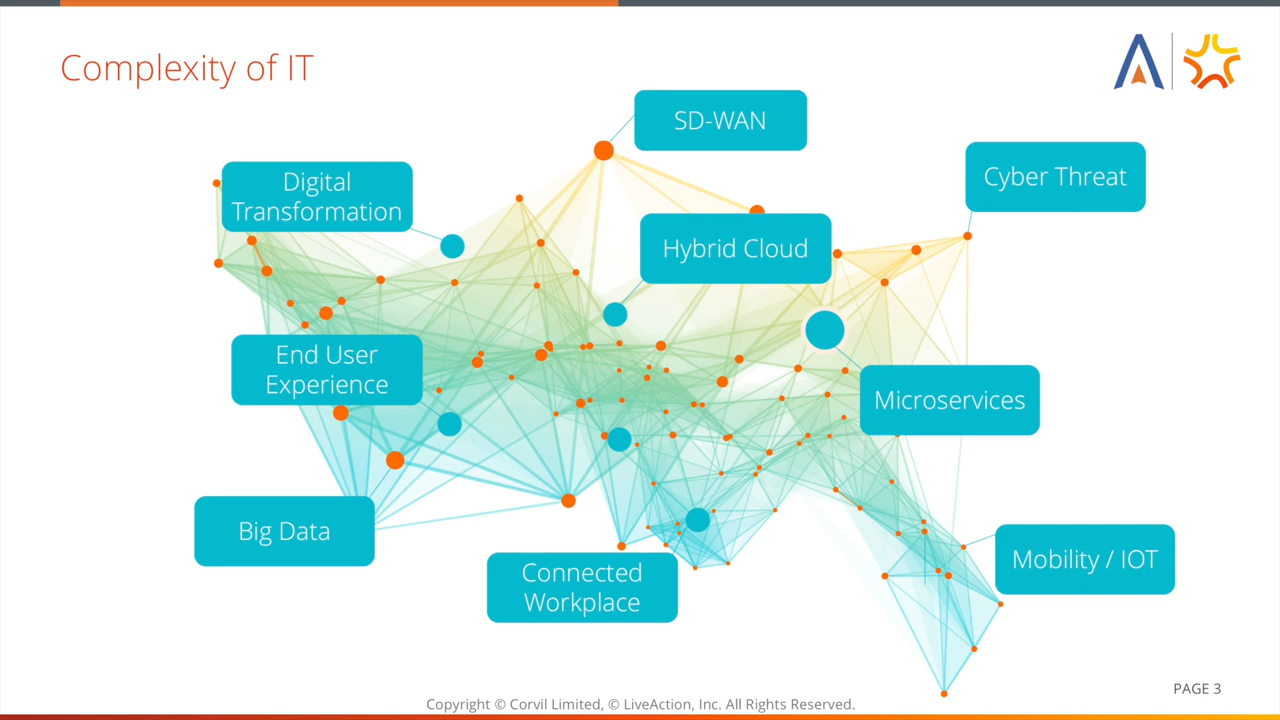 Complexity of IT
SD-WAN
Cyber Threat
Digital
Transformation
Hybrid Cloud
End User
Experience
Microservices
Big Data
Connected
Workplace
Mobility / IOT
PAGE 3
Copyright © Corvil Limited, © LiveAction, Inc. All Rights Reserved.